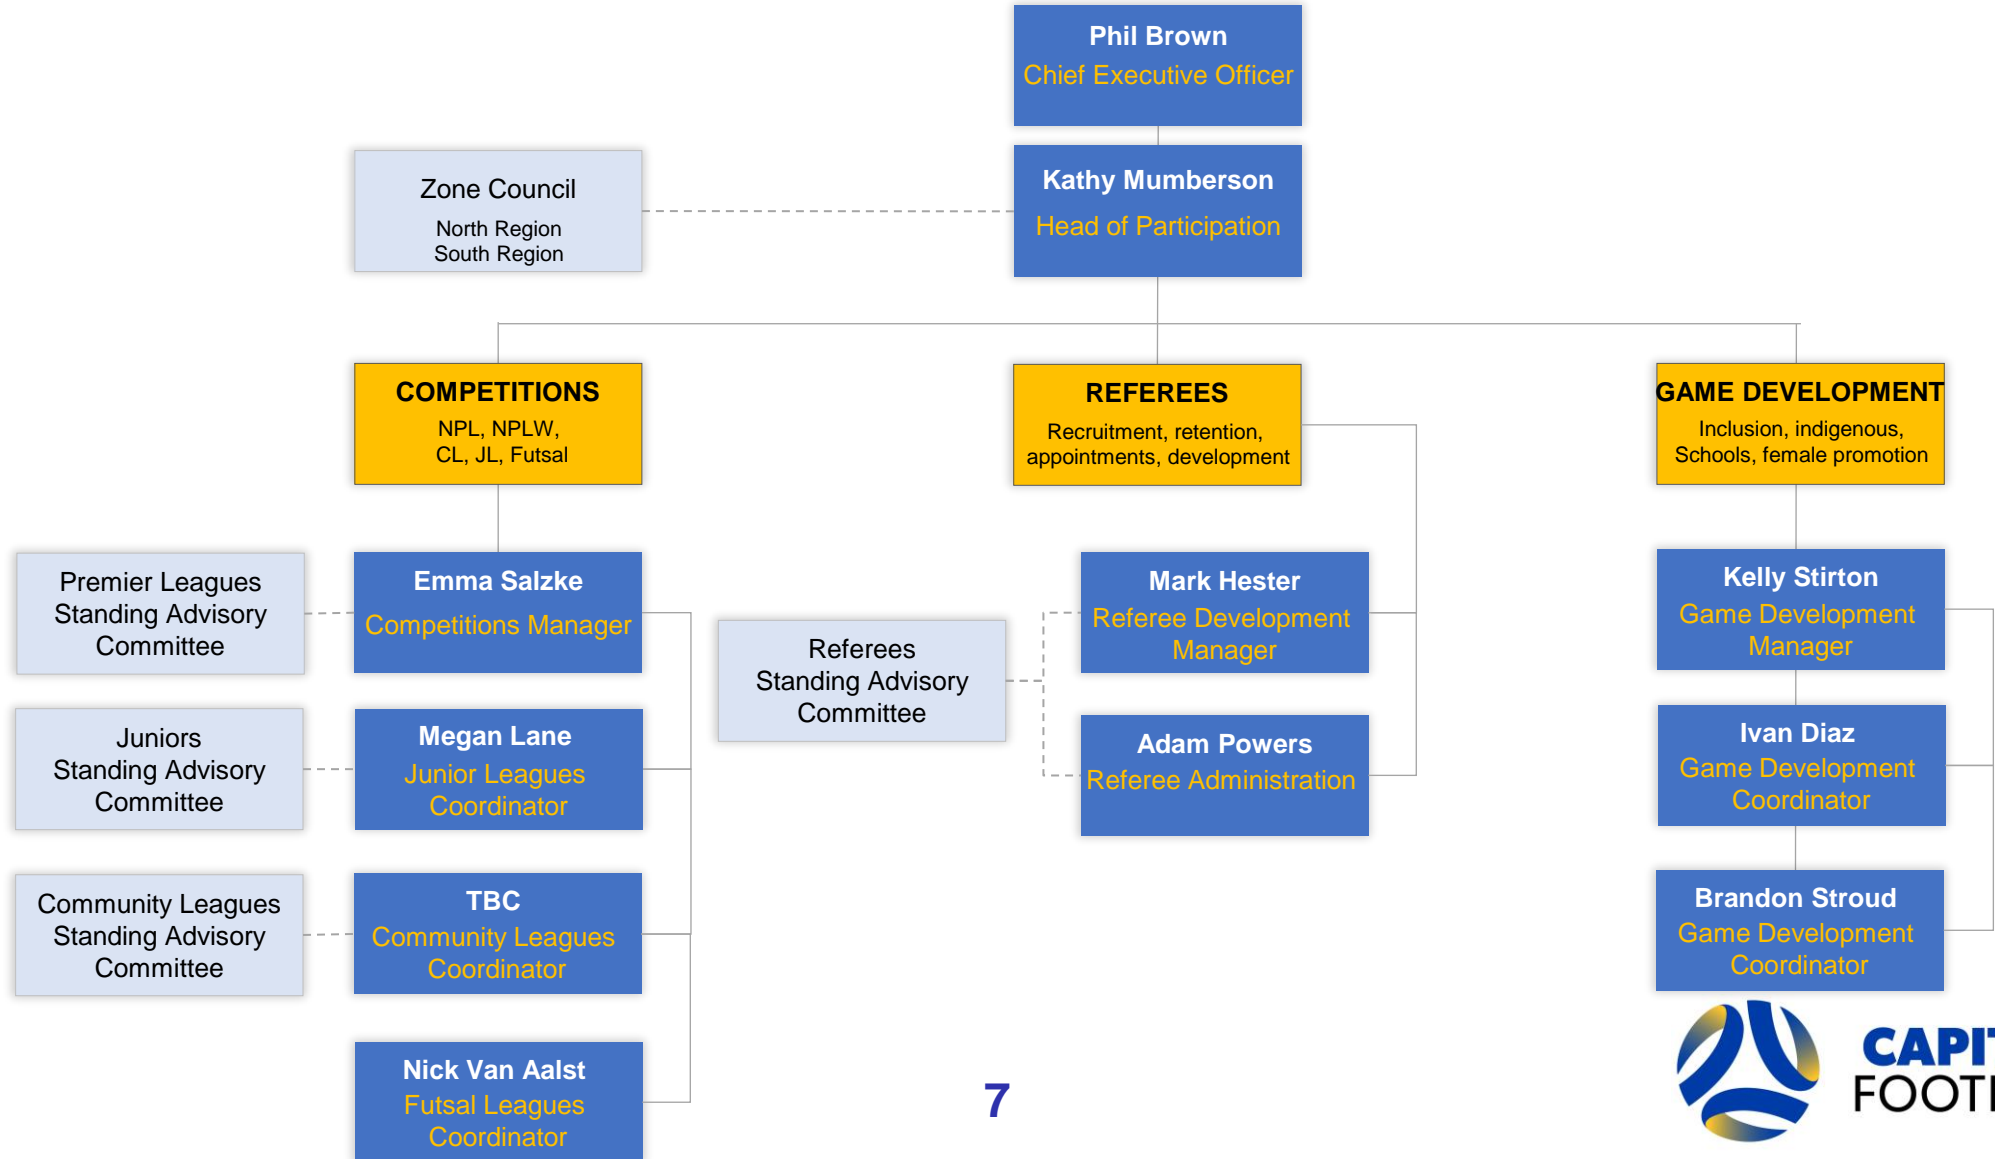 Phil Brown
Chief Executive Officer
Zone Council
North Region
South Region
Kathy Mumberson
Head of Participation
COMPETITIONS
NPL, NPLW,
CL, JL, Futsal
REFEREES
Recruitment, retention,
appointments, development
GAME DEVELOPMENT
Inclusion, indigenous,
Schools, female promotion
Premier Leagues
Standing Advisory
Committee
Emma Salzke
Competitions Manager
Juniors
Standing Advisory
Committee
Megan Lane
Junior Leagues
Coordinator
Community Leagues
Standing Advisory
Committee
TBC
Community Leagues
Coordinator
Nick Van Aalst
Futsal Leagues
Coordinator
Referees
Standing Advisory
Committee
Mark Hester
Referee Development
Manager
Adam Powers
Referee Administration
Kelly Stirton
Game Development
Manager
Ivan Diaz
Game Development
Coordinator
Brandon Stroud
Game Development
Coordinator
7